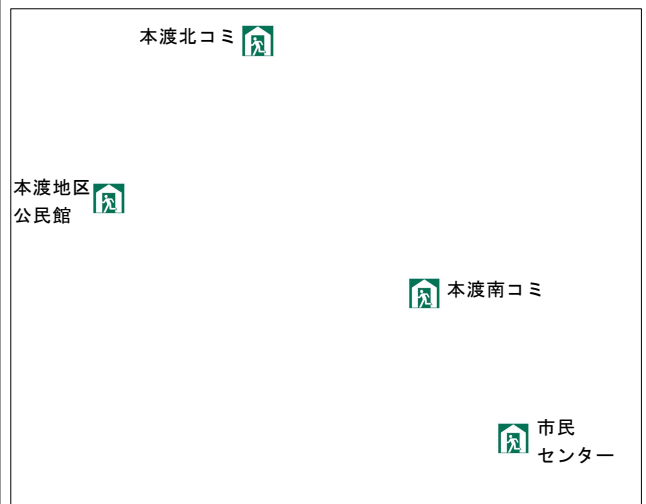 本渡北コミ
本渡地区
公民館
本渡南コミ
市民
センター